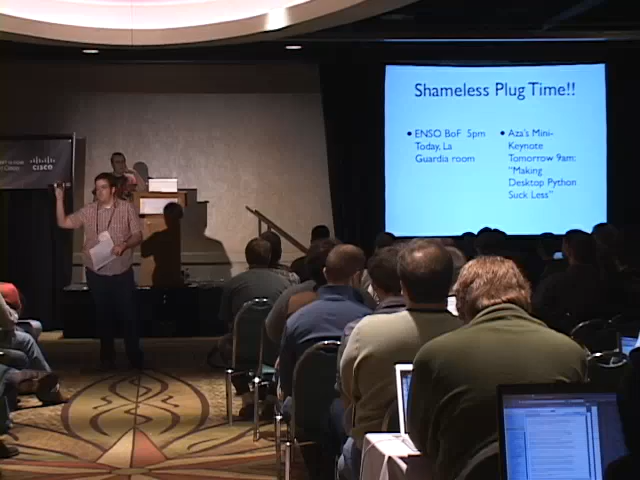 Shameless Plug Time!!
• ENSO BoF 5pm
Today, La
Guardia room
• Aza's Mini-
Keynote
Tomorrow 9am:
"Making
Desktop Python
Suck Less"
CISCO